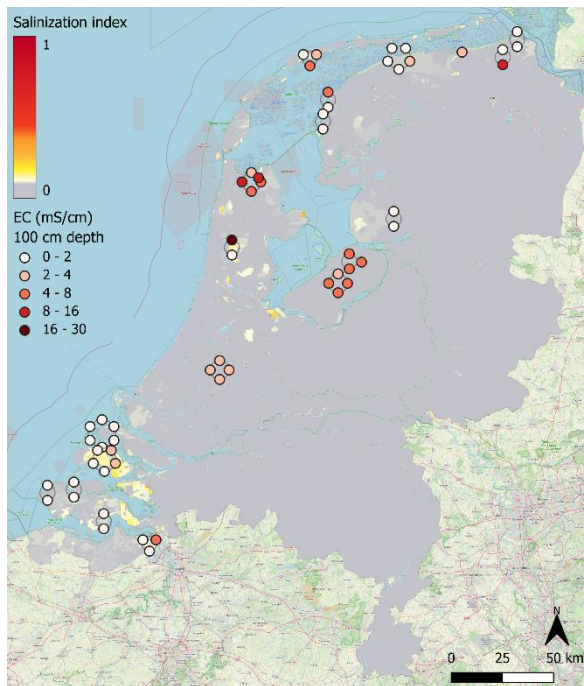 Salinization index
1
0
EC (mS/cm)
100 cm depth
0 - 2
2 - 4
4 - 8
8 - 16
16 - 30
N
0 25 50 km